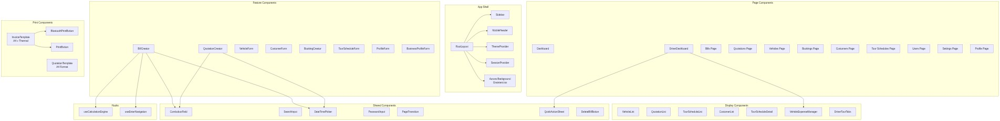 Print Components
InvoiceTemplate
A4 + Thermal
BluetoothPrintButton
PrintButton
QuotationTemplate
A4 Format
Feature Components
BillCreator
QuotationCreator
VehicleForm
CustomerForm
BookingCreator
TourScheduleForm
ProfileForm
BusinessProfileForm
App Shell
RootLayout
Sidebar
MobileHeader
ThemeProvider
SessionProvider
Aurora Background
Grainient.tsx
Page Components
Dashboard
DriverDashboard
Bills Page
Quotations Page
Vehicles Page
Bookings Page
Customers Page
Tour Schedules Page
Users Page
Settings Page
Profile Page
Hooks
useCalculationEngine
useEnterNavigation
Shared Components
ComboboxField
SearchInput
DateTimePicker
PasswordInput
PageTransition
QuickActionSheet
DeleteBillButton
Display Components
VehicleList
QuotationList
TourScheduleList
CustomerList
TourScheduleDetail
VehicleExpenseManager
DriverTourTabs